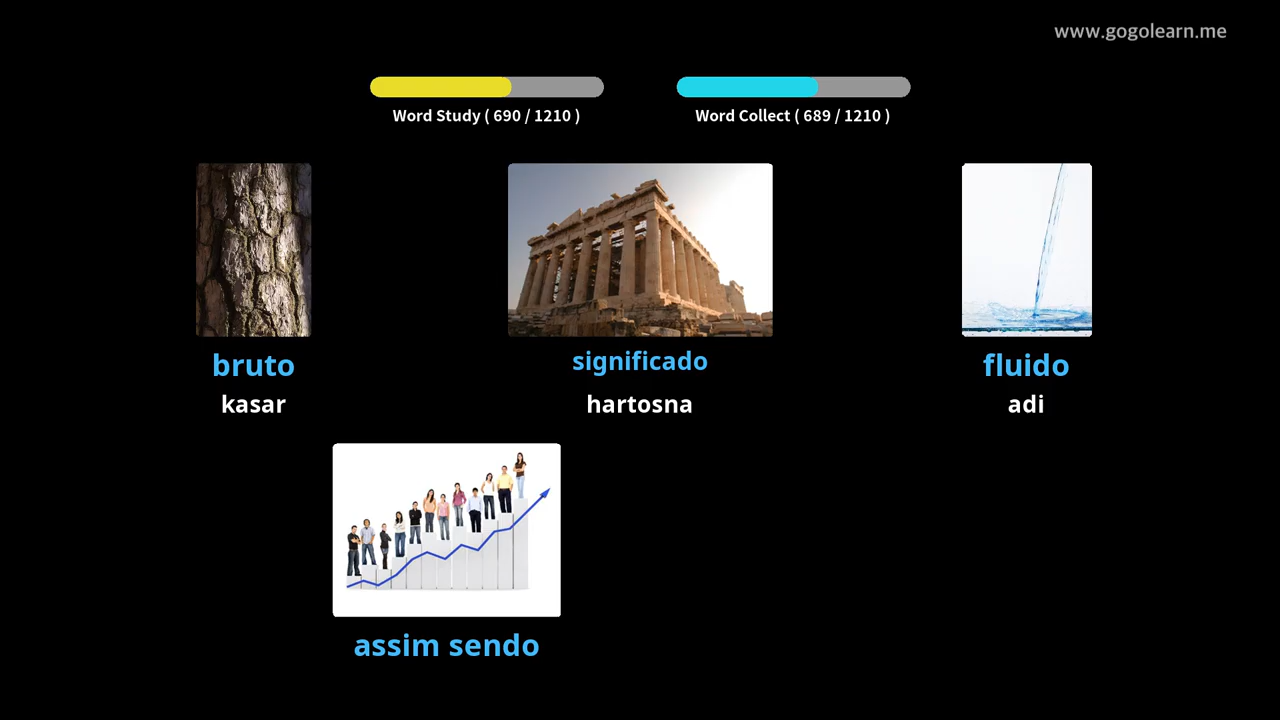 www.gogolearn.me
Word Study ( 690 / 1210 )
Word Collect ( 689 / 1210 )
bruto
kasar
significado
hartosna
fluido
adi
assim sendo